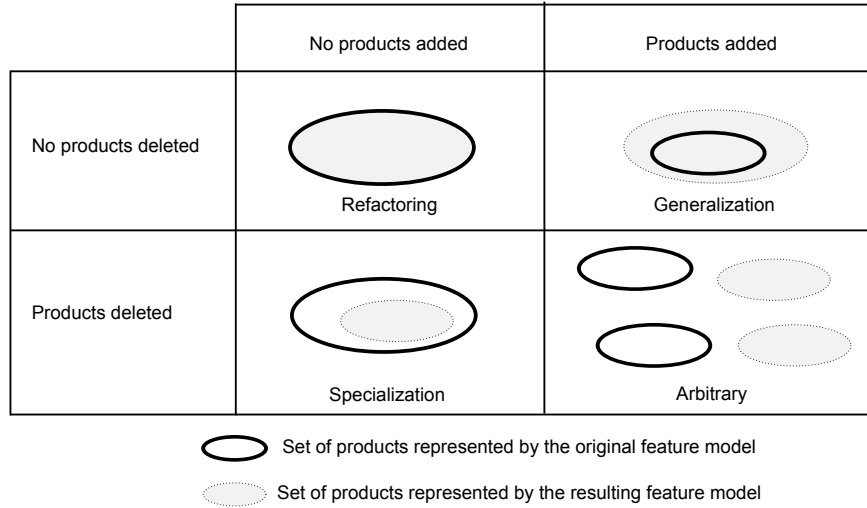 No products added
Products added
No products deleted
Refactoring
Generalization
Products deleted
Specialization
Arbitrary
Set of products represented by the original feature model
Set of products represented by the resulting feature model